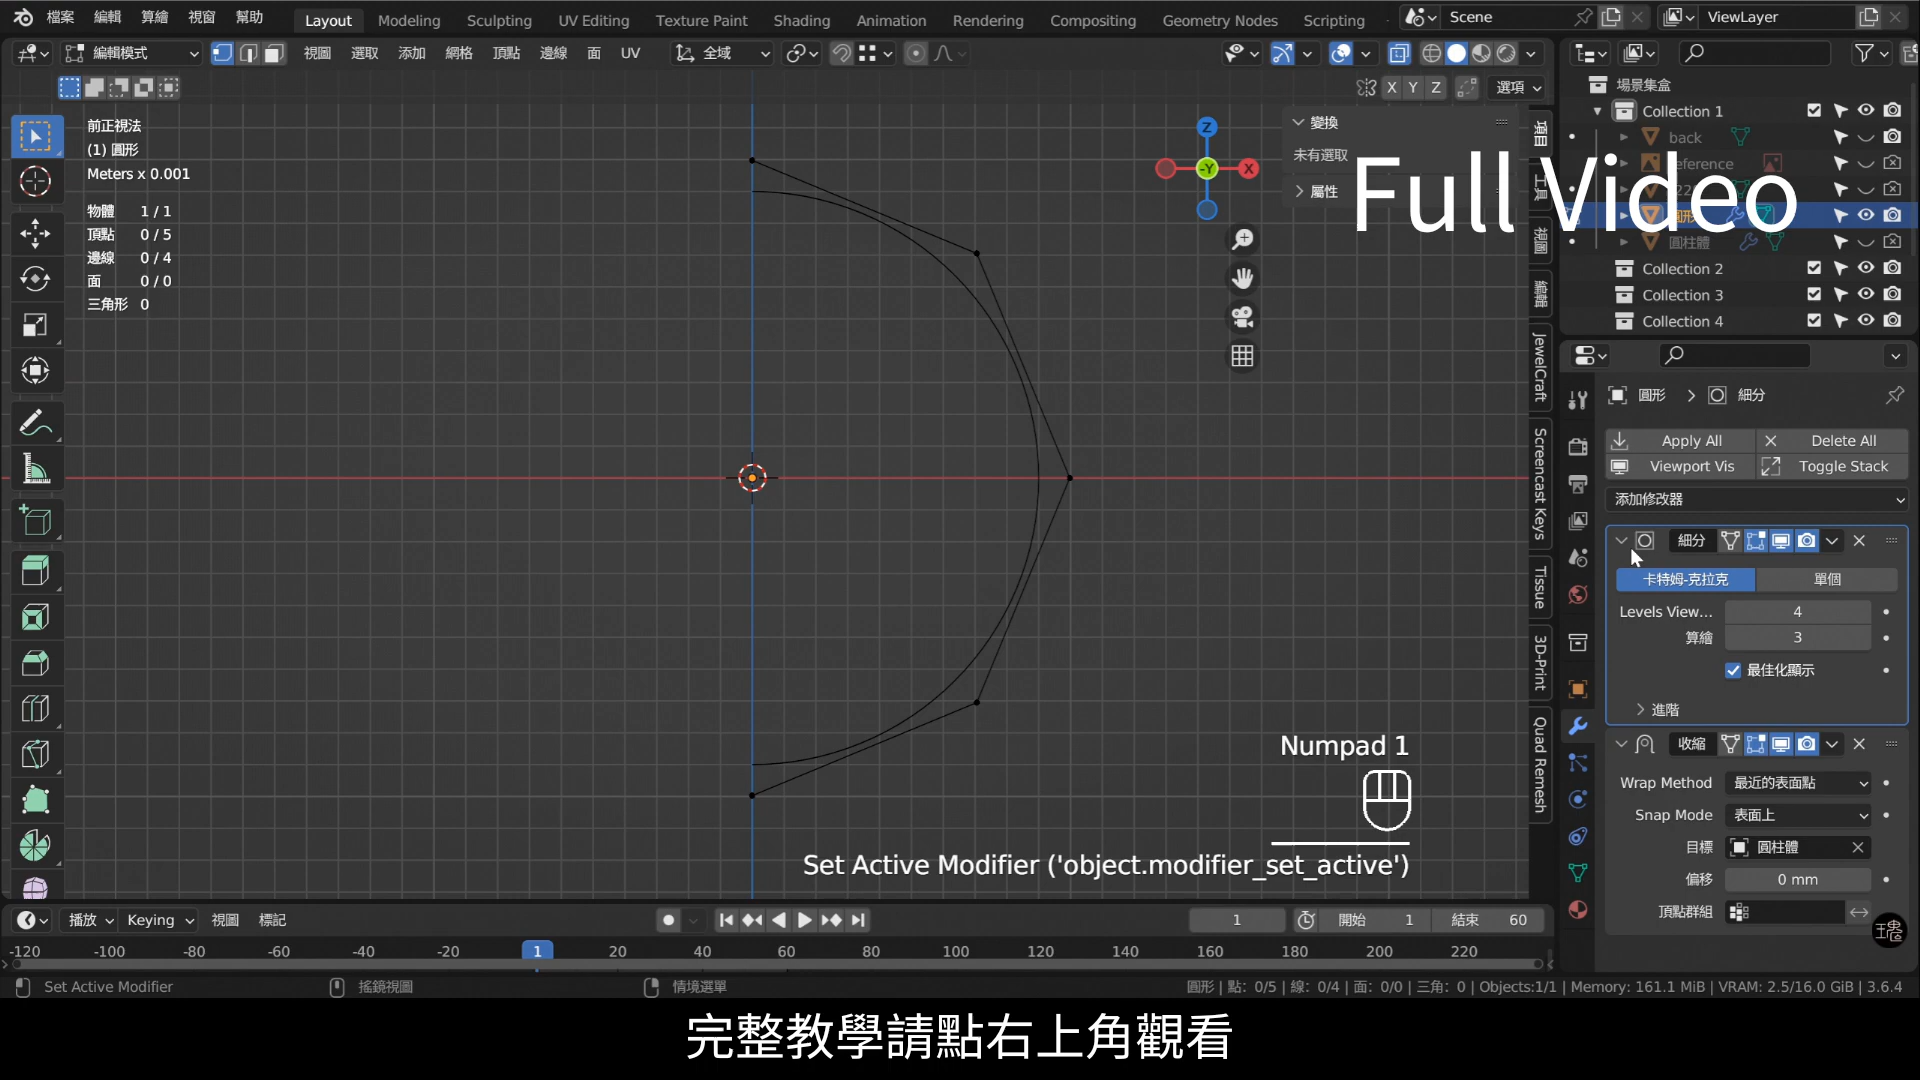 檔案 編輯 算繪 視窗 幫助 Layout Modeling Sculpting UV Editing Texture Paint Shading Animation Rendering Compositing Geometry Nodes Scripting Scene ViewLayer
編輯模式 視圖 選取 添加 網格 頂點 邊線 面 UV 全域
X Y Z 選項
前正視法
(1) 圓形
Meters x 0.001
物體 1 / 1
頂點 0 / 5
邊線 0 / 4
面 0 / 0
三角形 0
Z
-Y
X
變換
未有選取
屬性
項目
工具
視圖
編輯
JewelCraft
Screencast Keys
Tissue
3D-Print
Quad Remesh
Full Video
場景集盒
Collection 1
back
圓柱體
Collection 2
Collection 3
Collection 4
圓形 細分
Apply All Delete All
Viewport Vis Toggle Stack
添加修改器
細分
卡特姆-克拉克 單個
Levels View... 4
算繪 3
最佳化顯示
進階
收縮
Wrap Method 最近的表面點
Snap Mode 表面上
目標 圓柱體
偏移 0 mm
頂點群組
Numpad 1
Set Active Modifier ('object.modifier_set_active')
播放 Keying 視圖 標記 1 開始 1 結束 60
-120 -100 -80 -60 -40 -20 1 20 40 60 80 100 120 140 160 180 200 220
Set Active Modifier 搖鏡視圖 情境選單 圓形 | 點: 0/5 | 線: 0/4 | 面: 0/0 | 三角: 0 | Objects:1/1 | Memory: 161.1 MiB | VRAM: 2.5/16.0 GiB | 3.6.4
完整教學請點右上角觀看